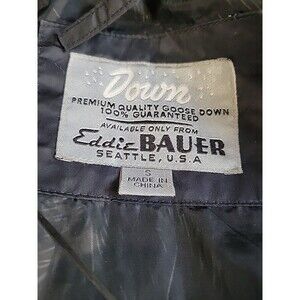 Down
PREMIUM QUALITY GOOSE DOWN
100% GUARANTEED
AVAILABLE ONLY FROM
Eddie BAUER
SEATTLE, U.S.A
S
MADE IN
CHINA